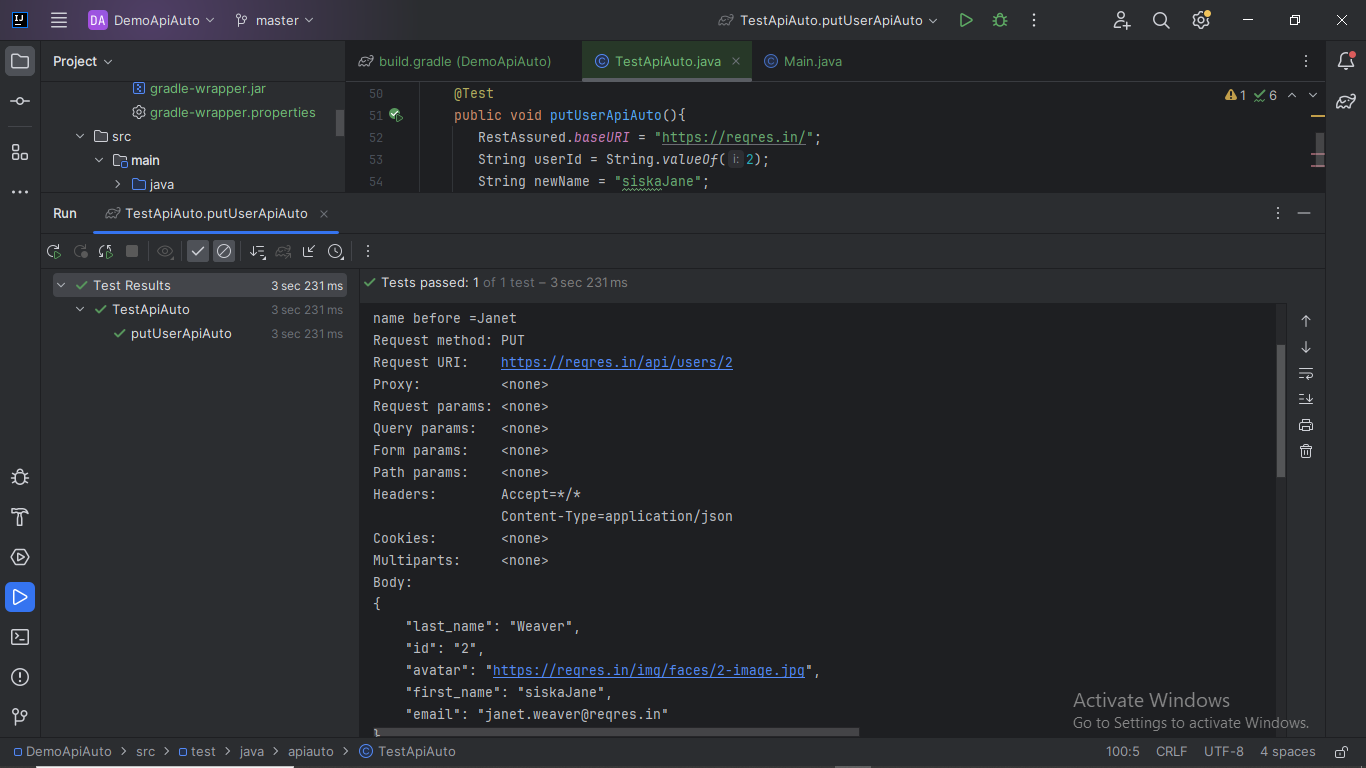 DA DemoApiAuto master TestApiAuto.putUserApiAuto
Project
build.gradle (DemoApiAuto) TestApiAuto.java Main.java
gradle-wrapper.jar
gradle-wrapper.properties
src
main
java
50 @Test
51 public void putUserApiAuto(){
52 RestAssured.baseURI = "https://reqres.in/";
53 String userId = String.valueOf( i: 2);
54 String newName = "siskaJane";
1 6
Run TestApiAuto.putUserApiAuto
Test Results 3 sec 231 ms
TestApiAuto 3 sec 231 ms
putUserApiAuto 3 sec 231 ms
Tests passed: 1 of 1 test – 3 sec 231 ms
name before =Janet
Request method: PUT
Request URI: https://reqres.in/api/users/2
Proxy: <none>
Request params: <none>
Query params: <none>
Form params: <none>
Path params: <none>
Headers: Accept=*/*
Content-Type=application/json
Cookies: <none>
Multiparts: <none>
Body:
{
"last_name": "Weaver",
"id": "2",
"avatar": "https://reqres.in/img/faces/2-image.jpg",
"first_name": "siskaJane",
"email": "janet.weaver@reqres.in"
}
Activate Windows
Go to Settings to activate Windows.
DemoApiAuto > src > test > java > apiauto > TestApiAuto
100:5 CRLF UTF-8 4 spaces